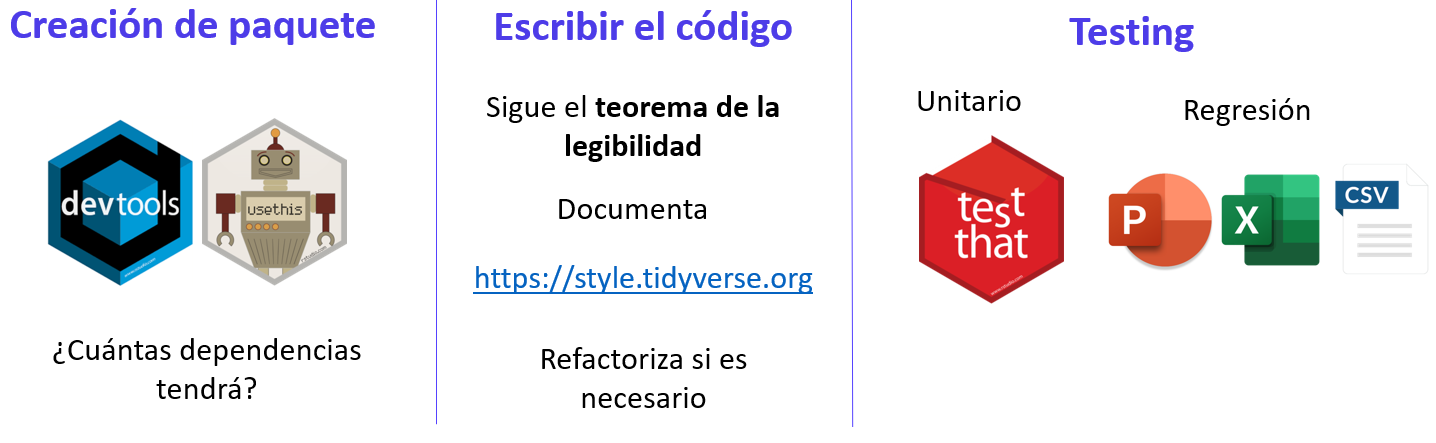 Creación de paquete
devtools
usethis
¿Cuántas dependencias
tendrá?
Escribir el código
Sigue el teorema de la
legibilidad
Documenta
https://style.tidyverse.org
Refactoriza si es
necesario
Testing
Unitario
test
that
Regresión
P
X
CSV